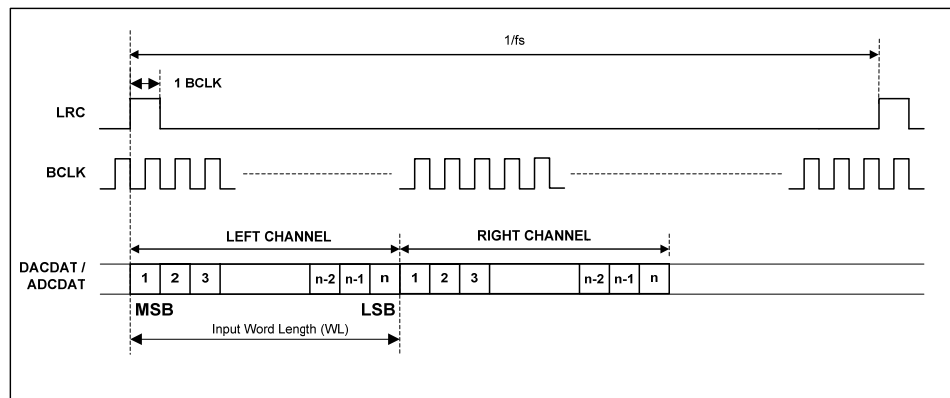 1/fs
1 BCLK
LRC
BCLK
LEFT CHANNEL
RIGHT CHANNEL
DACDAT /
ADCDAT
1 2 3 n-2 n-1 n 1 2 3 n-2 n-1 n
MSB LSB
Input Word Length (WL)